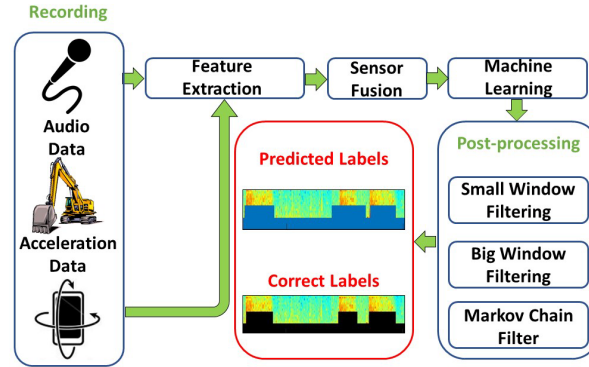 Recording
Audio
Data
Acceleration
Data
Feature
Extraction
Sensor
Fusion
Machine
Learning
Post-processing
Small Window
Filtering
Big Window
Filtering
Markov Chain
Filter
Predicted Labels
Correct Labels